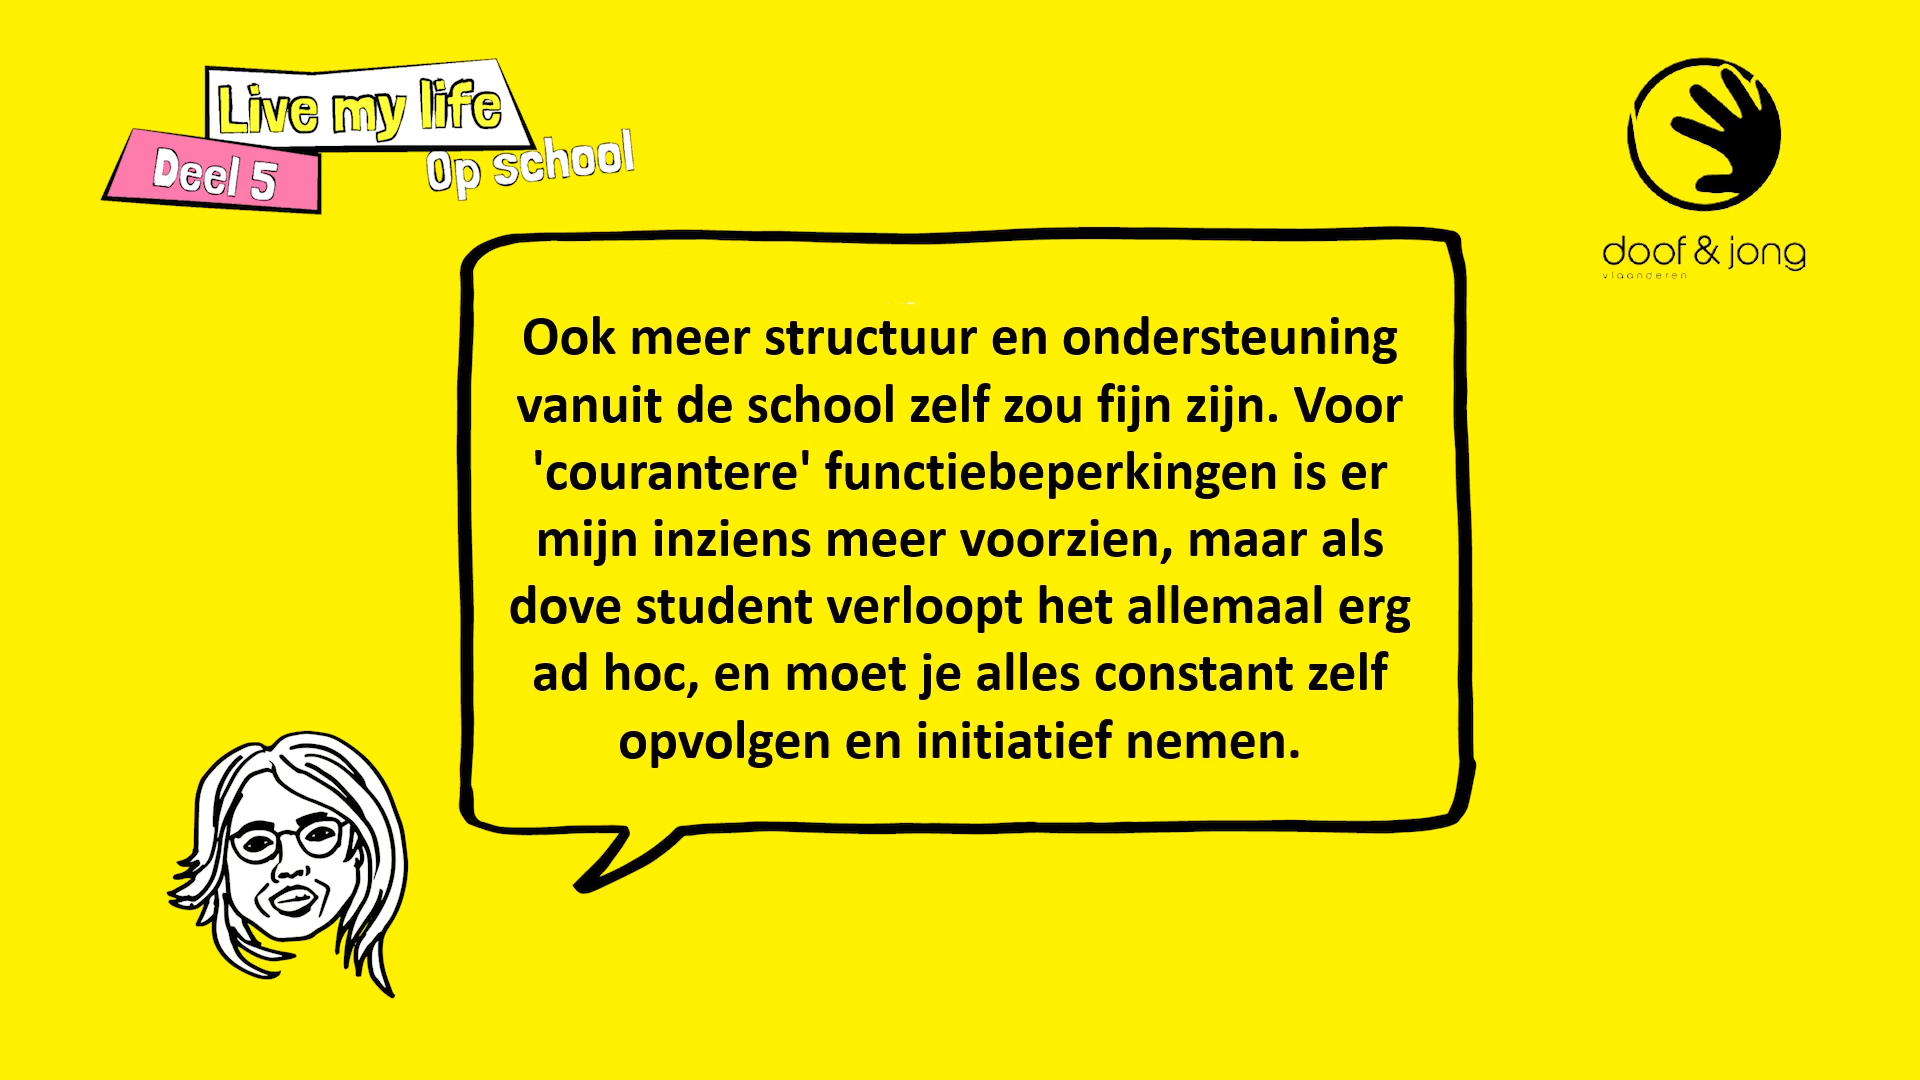 Live my life
Deel 5
Op school
doof & jong
vlaanderen
Ook meer structuur en ondersteuning
vanuit de school zelf zou fijn zijn. Voor
'courantere' functiebeperkingen is er
mijn inziens meer voorzien, maar als
dove student verloopt het allemaal erg
ad hoc, en moet je alles constant zelf
opvolgen en initiatief nemen.